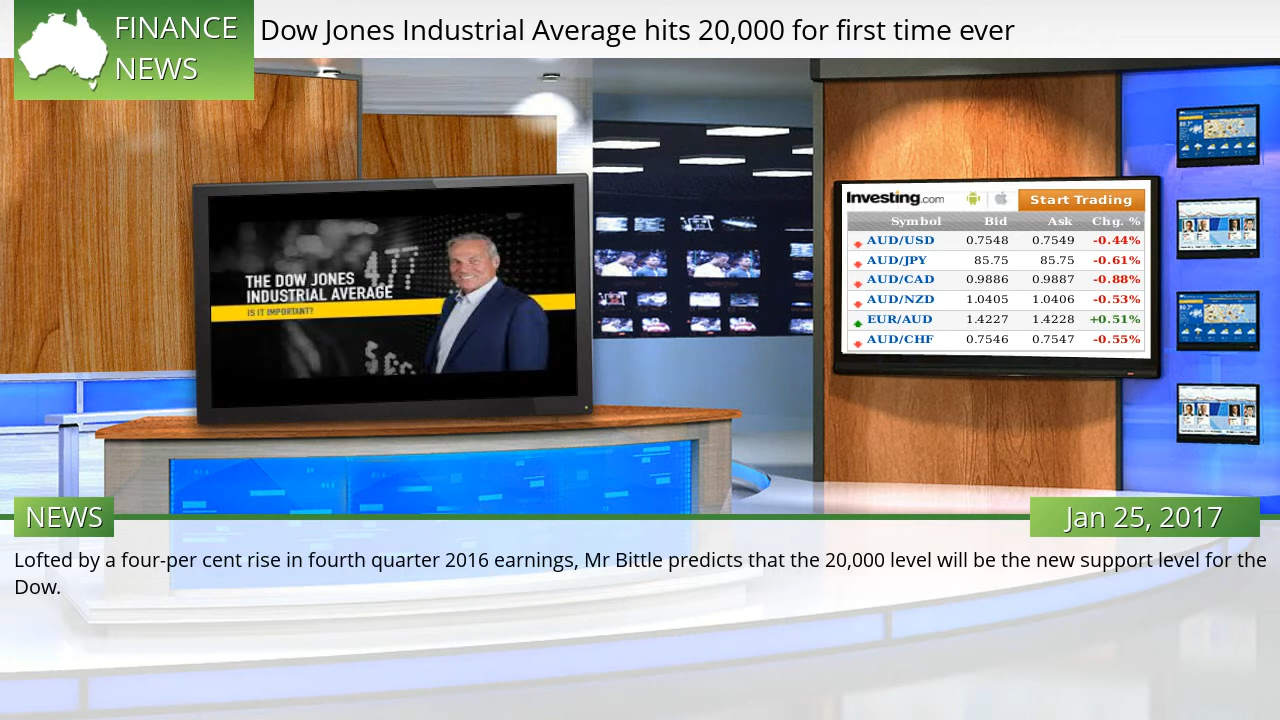 FINANCE
NEWS
Dow Jones Industrial Average hits 20,000 for first time ever
THE DOW JONES
INDUSTRIAL AVERAGE
IS IT IMPORTANT?
Investing.com
Start Trading
Symbol Bid Ask Chg. %
AUD/USD 0.7548 0.7549 -0.44%
AUD/JPY 85.75 85.75 -0.61%
AUD/CAD 0.9886 0.9887 -0.88%
AUD/NZD 1.0405 1.0406 -0.53%
EUR/AUD 1.4227 1.4228 +0.51%
AUD/CHF 0.7546 0.7547 -0.55%
NEWS
Jan 25, 2017
Lofted by a four-per cent rise in fourth quarter 2016 earnings, Mr Bittle predicts that the 20,000 level will be the new support level for the
Dow.